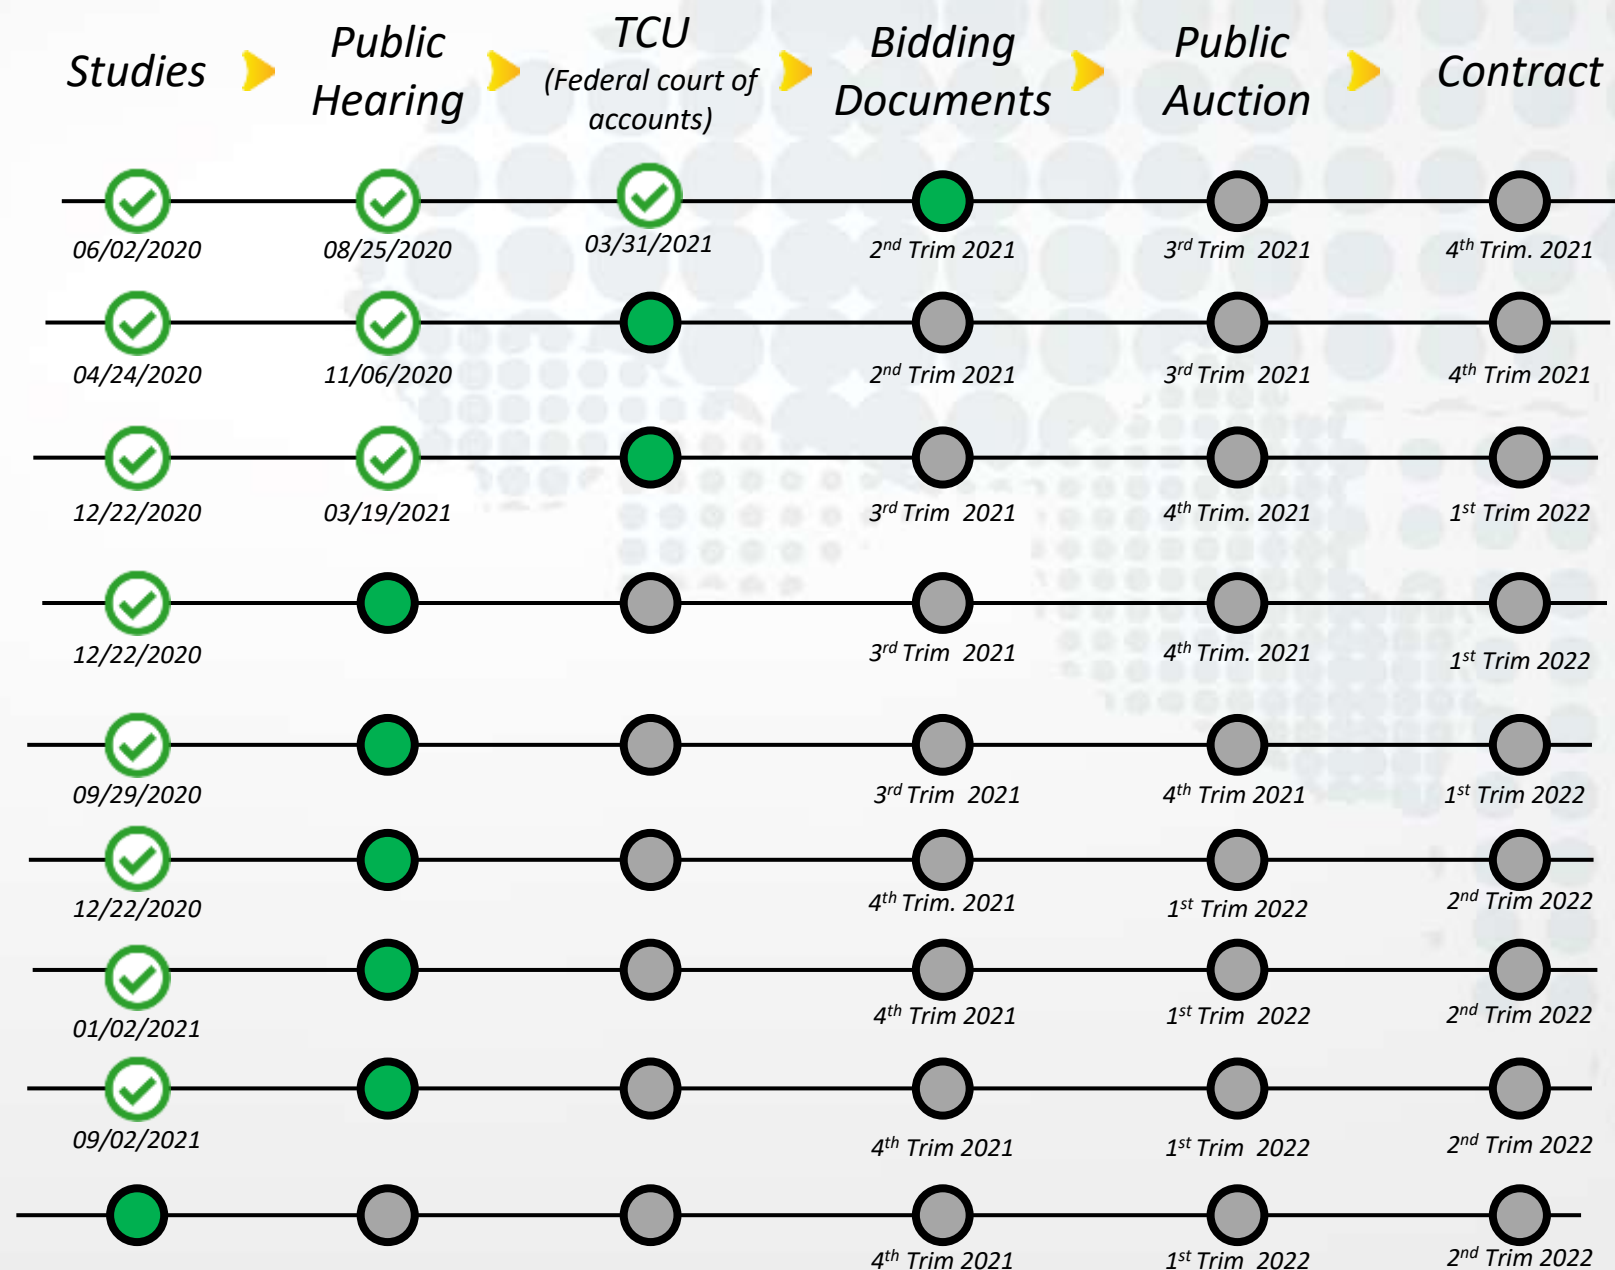 Studies
Public
Hearing
TCU
(Federal court of
accounts)
Bidding
Documents
Public
Auction
Contract
06/02/2020 08/25/2020 03/31/2021 2nd Trim 2021 3rd Trim 2021 4th Trim. 2021
04/24/2020 11/06/2020 2nd Trim 2021 3rd Trim 2021 4th Trim 2021
12/22/2020 03/19/2021 3rd Trim 2021 4th Trim. 2021 1st Trim 2022
12/22/2020 3rd Trim 2021 4th Trim. 2021 1st Trim 2022
09/29/2020 3rd Trim 2021 4th Trim 2021 1st Trim 2022
12/22/2020 4th Trim. 2021 1st Trim 2022 2nd Trim 2022
01/02/2021 4th Trim 2021 1st Trim 2022 2nd Trim 2022
09/02/2021 4th Trim 2021 1st Trim 2022 2nd Trim 2022
4th Trim 2021 1st Trim 2022 2nd Trim 2022